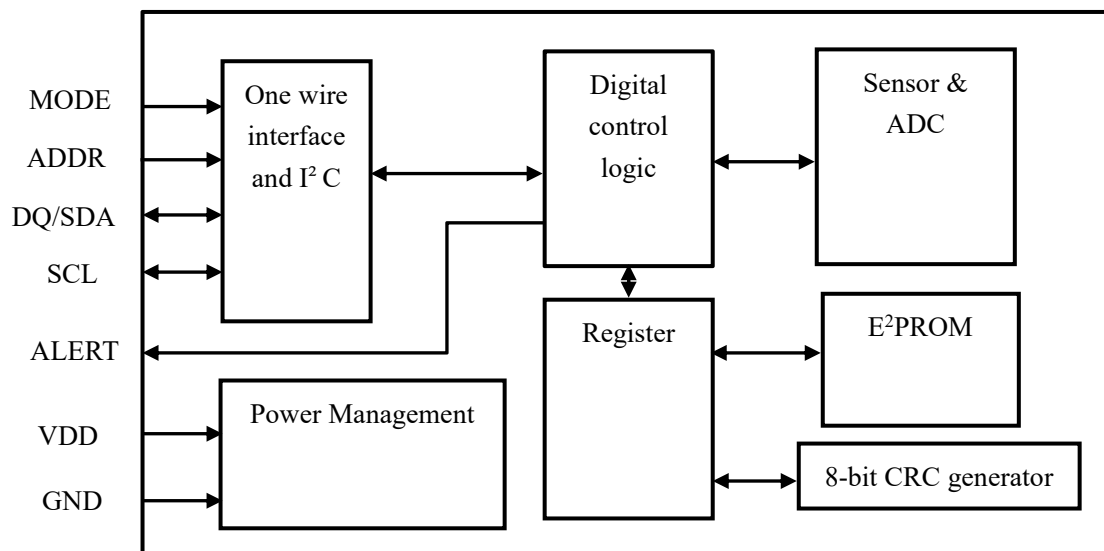 MODE
ADDR
DQ/SDA
SCL
ALERT
VDD
GND
One wire
interface
and I² C
Power Management
Digital
control
logic
Register
Sensor &
ADC
E²PROM
8-bit CRC generator